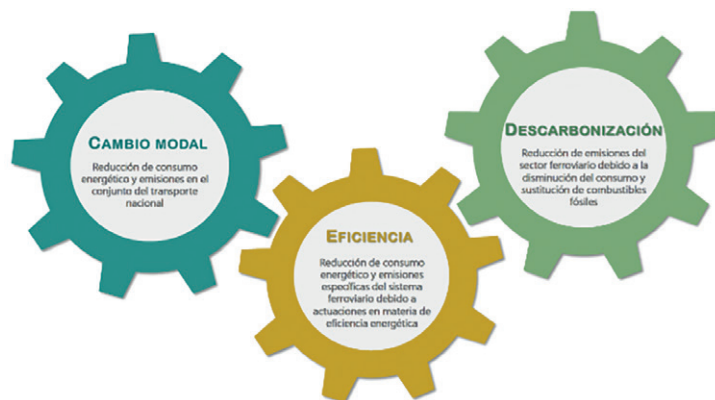 CAMBIO MODAL
Reducción de consumo
energético y emisiones en el
conjunto del transporte
nacional
EFICIENCIA
Reducción de consumo
energético y emisiones
específicas del sistema
ferroviario debido a
actuaciones en materia de
eficiencia energética
DESCARBONIZACIÓN
Reducción de emisiones del
sector ferroviario debido a la
disminución del consumo y
sustitución de combustibles
fósiles